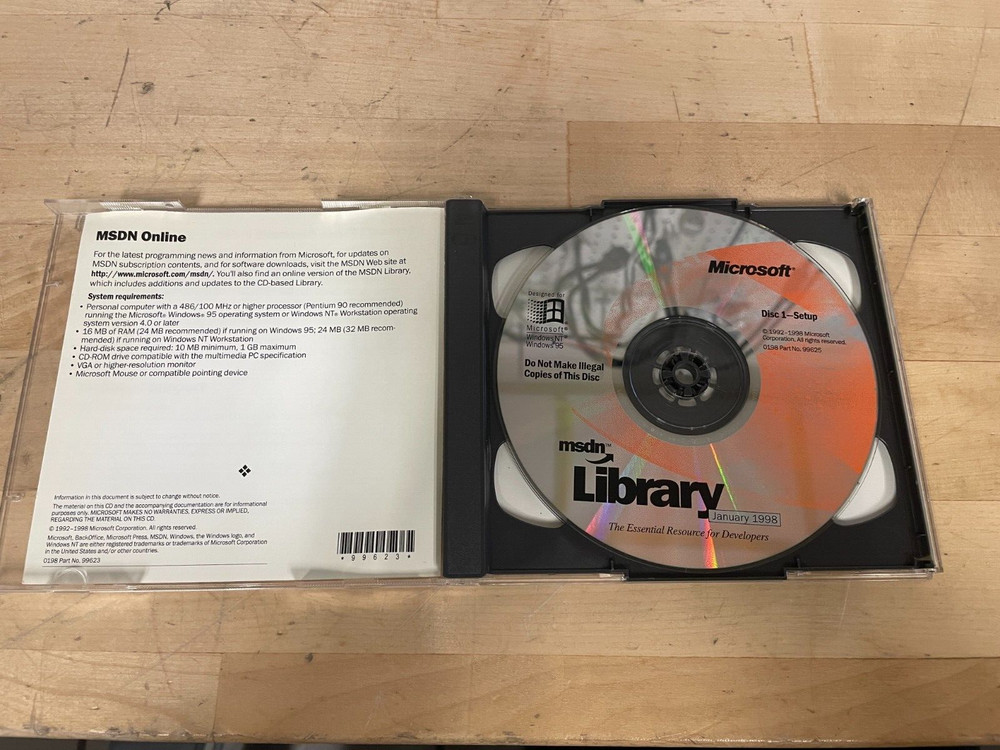 MSDN Online
For the latest programming news and information from Microsoft, for updates on
MSDN subscription contents, and for software downloads, visit the MSDN Web site at
http://www.microsoft.com/msdn/. You'll also find an online version of the MSDN Library,
which includes additions and updates to the CD-based Library.
System requirements:
• Personal computer with a 486/100 MHz or higher processor (Pentium 90 recommended)
running the Microsoft® Windows® 95 operating system or Windows NT® Workstation operating
system version 4.0 or later
• 16 MB of RAM (24 MB recommended) if running on Windows 95; 24 MB (32 MB recom-
mended) if running on Windows NT Workstation
• Hard-disk space required: 10 MB minimum, 1 GB maximum
• CD-ROM drive compatible with the multimedia PC specification
• VGA or higher-resolution monitor
• Microsoft Mouse or compatible pointing device
Information in this document is subject to change without notice.
The material on this CD and the accompanying documentation are for informational
purposes only. MICROSOFT MAKES NO WARRANTIES, EXPRESS OR IMPLIED,
REGARDING THE MATERIAL ON THIS CD.
© 1992–1998 Microsoft Corporation. All rights reserved.
Microsoft, BackOffice, Microsoft Press, MSDN, Windows, the Windows logo, and
Windows NT are either registered trademarks or trademarks of Microsoft Corporation
in the United States and/or other countries.
0198 Part No. 99623
*99623*
Microsoft®
Disc 1—Setup
© 1992–1998 Microsoft
Corporation. All rights reserved.
0198 Part No. 99625
Designed for
Microsoft®
Windows NT®
Windows®95
Do Not Make Illegal
Copies of This Disc
msdn™
Library
January 1998
The Essential Resource for Developers